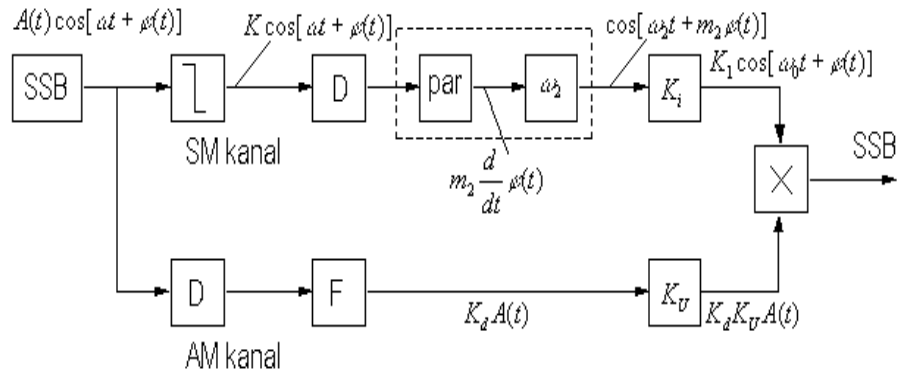 A(t) cos[ωt + φ(t)]
K cos[ωt + φ(t)]
cos[ω₂t + m₂φ(t)]
K₁ cos[ω₀t + φ(t)]
SSB
D
par
ω₂
Kᵢ
SM kanal
m₂ d/dt φ(t)
SSB
X
D
F
K_U
K_d A(t)
K_d K_U A(t)
AM kanal